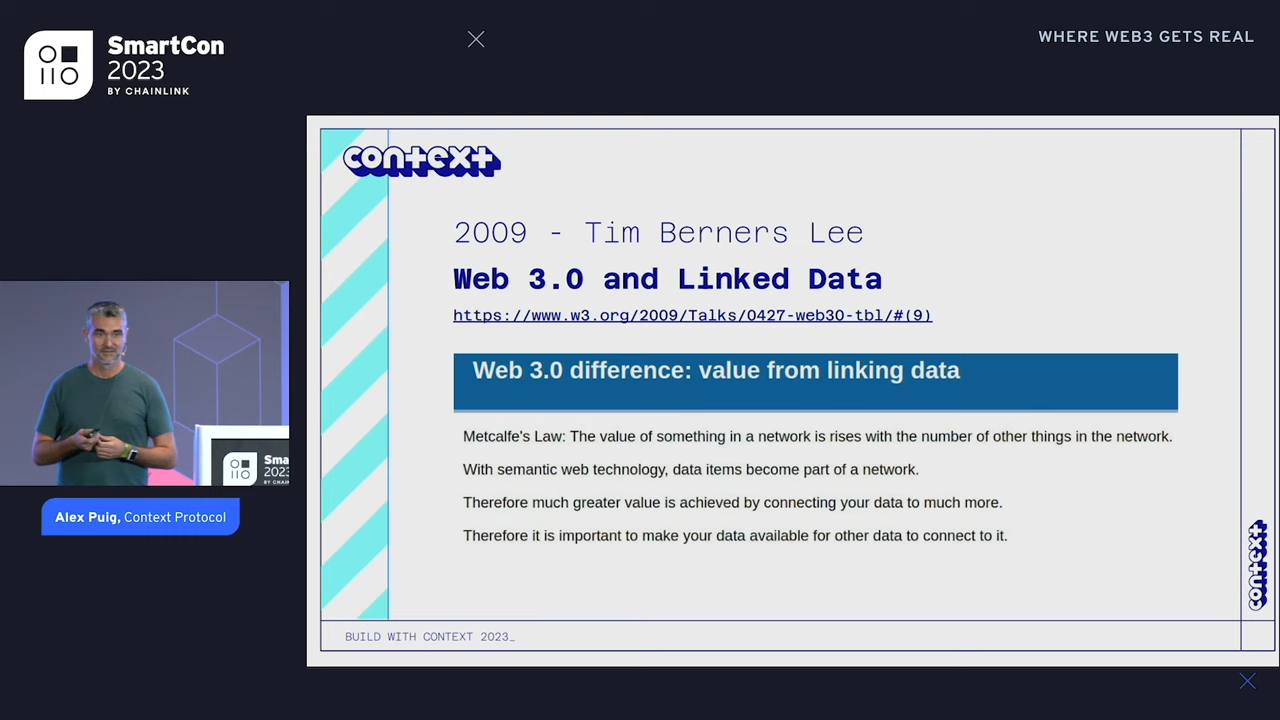 SmartCon
2023
BY CHAINLINK
WHERE WEB3 GETS REAL
context
2009 - Tim Berners Lee
Web 3.0 and Linked Data
https://www.w3.org/2009/Talks/0427-web30-tbl/#(9)
Web 3.0 difference: value from linking data
Metcalfe's Law: The value of something in a network is rises with the number of other things in the network.
With semantic web technology, data items become part of a network.
Therefore much greater value is achieved by connecting your data to much more.
Therefore it is important to make your data available for other data to connect to it.
context
BUILD WITH CONTEXT 2023_
Sma
2023
BY CHAIN
Alex Puig, Context Protocol